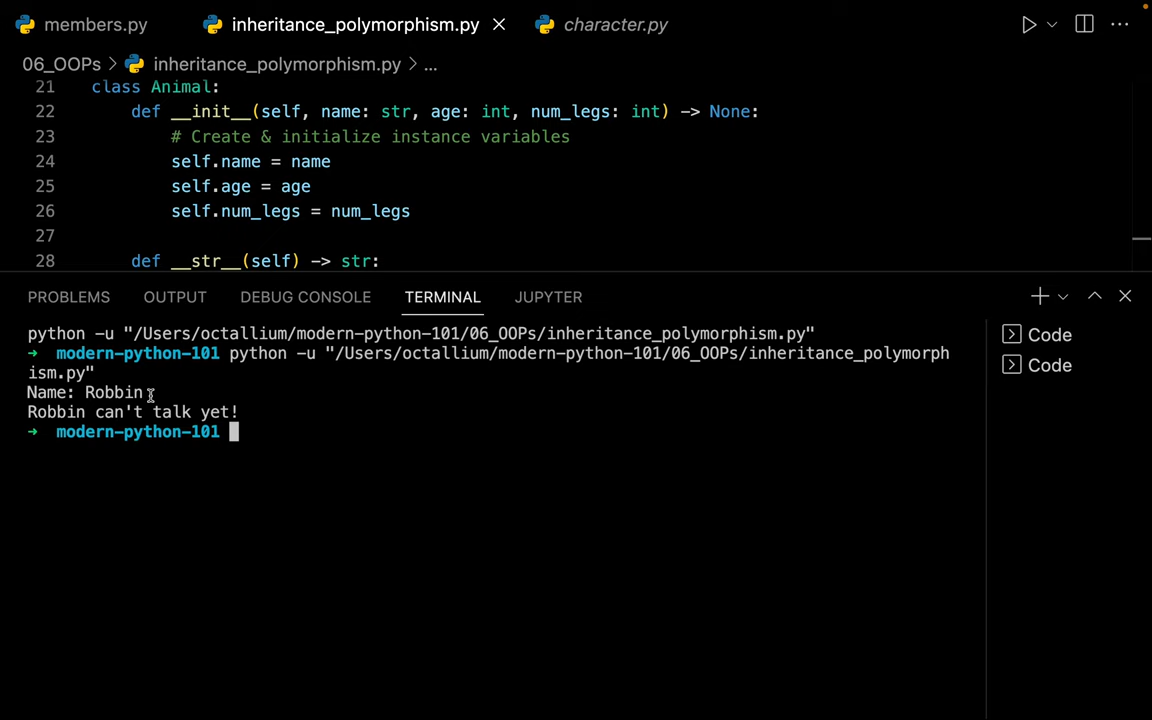 members.py inheritance_polymorphism.py character.py
06_OOPs > inheritance_polymorphism.py > ...
21 class Animal:
22 def __init__(self, name: str, age: int, num_legs: int) -> None:
23 # Create & initialize instance variables
24 self.name = name
25 self.age = age
26 self.num_legs = num_legs
27
28 def __str__(self) -> str:
PROBLEMS OUTPUT DEBUG CONSOLE TERMINAL JUPYTER
python -u "/Users/octallium/modern-python-101/06_OOPs/inheritance_polymorphism.py"
→ modern-python-101 python -u "/Users/octallium/modern-python-101/06_OOPs/inheritance_polymorph
ism.py"
Name: Robbin
Robbin can't talk yet!
→ modern-python-101
Code
Code